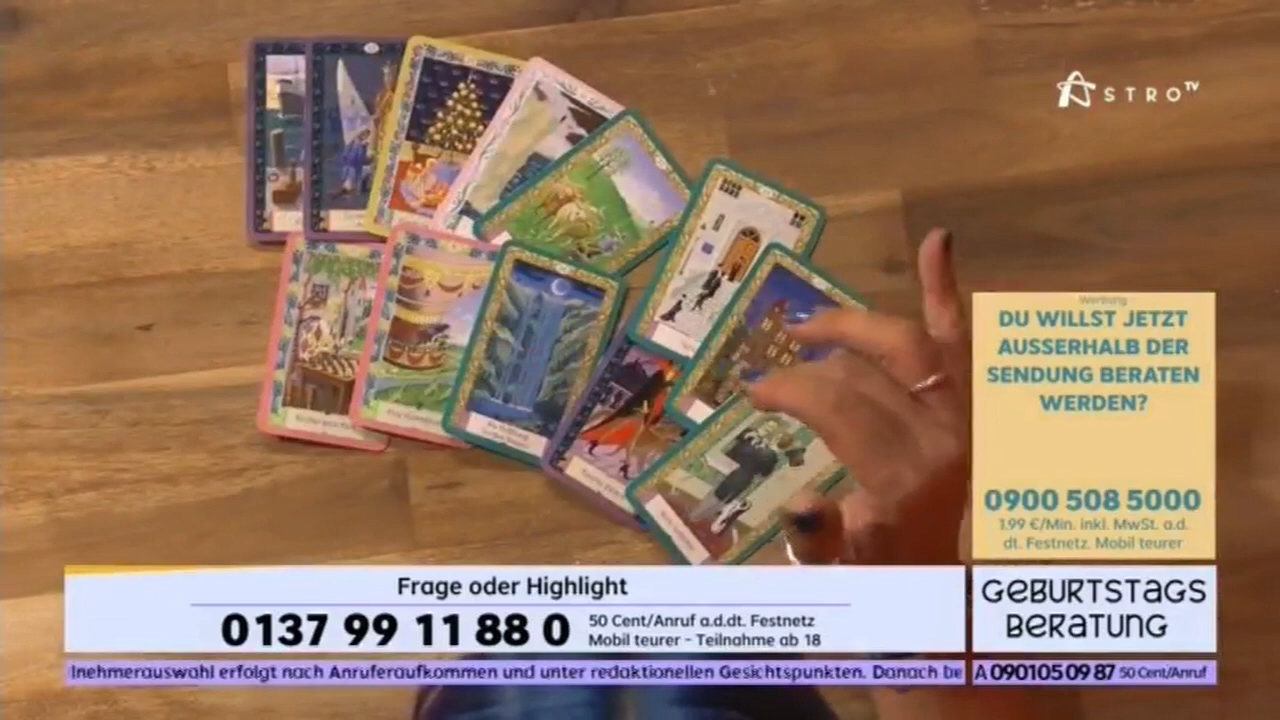 ASTRO TV
Werbung
DU WILLST JETZT
AUSSERHALB DER
SENDUNG BERATEN
WERDEN?
0900 508 5000
1.99 €/Min. inkl. MwSt. a.d.
dt. Festnetz. Mobil teurer
Frage oder Highlight
0137 99 11 88 0
50 Cent/Anruf a.d.dt. Festnetz
Mobil teurer - Teilnahme ab 18
GEBURTSTAGS
BERATUNG
lnehmerauswahl erfolgt nach Anruferaufkommen und unter redaktionellen Gesichtspunkten. Danach be
A 09010505 09 87 50 Cent/Anruf